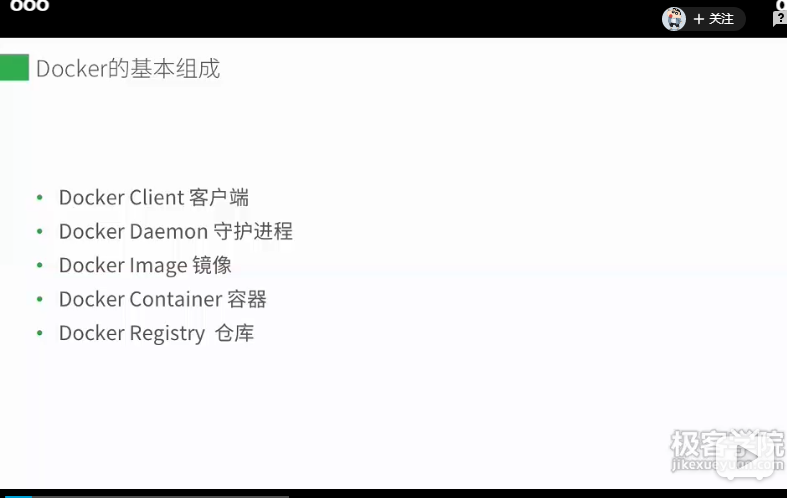 000
+ 关注
?
Docker的基本组成
• Docker Client 客户端
• Docker Daemon 守护进程
• Docker Image 镜像
• Docker Container 容器
• Docker Registry 仓库
极客学院
jikexueyuan.com